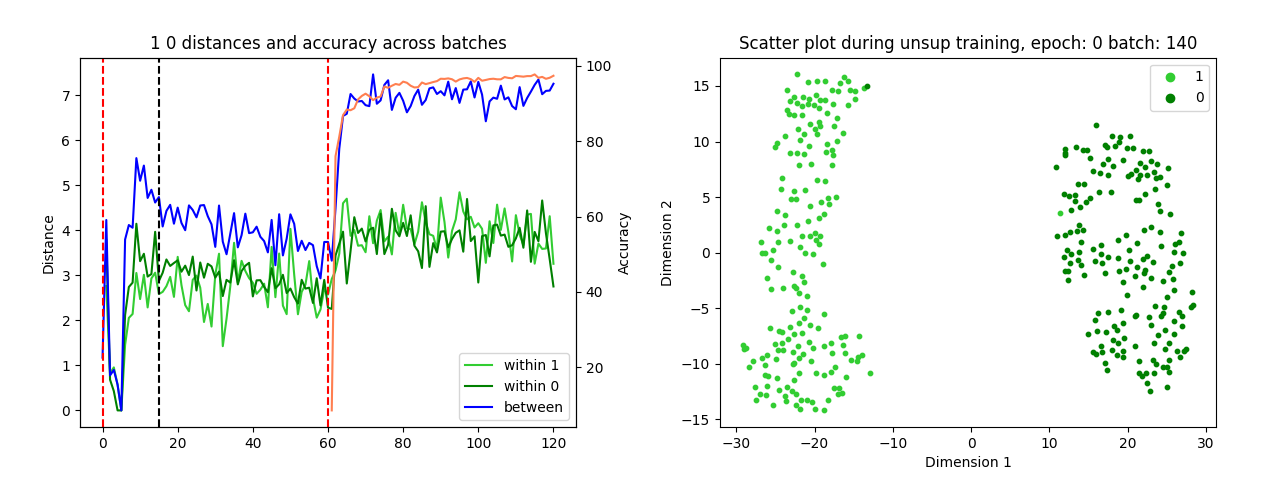 1 0 distances and accuracy across batches
Distance
7
6
5
4
3
2
1
0
0 20 40 60 80 100 120
100
80
60
40
20
Accuracy
within 1
within 0
between
Scatter plot during unsup training, epoch: 0 batch: 140
Dimension 2
15
10
5
0
−5
−10
−15
−30 −20 −10 0 10 20 30
Dimension 1
1
0